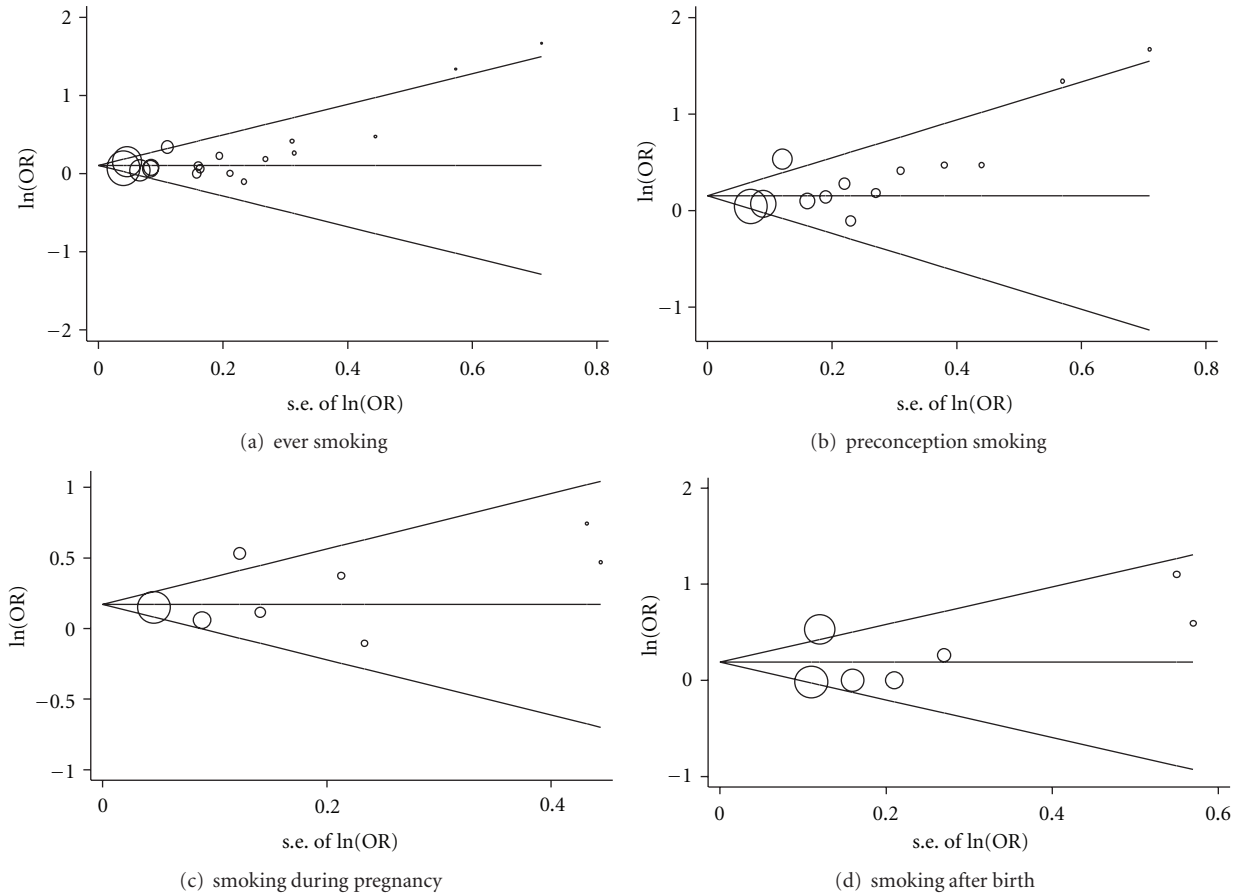 2
1
0
−1
−2
ln(OR)
0 0.2 0.4 0.6 0.8
s.e. of ln(OR)
(a) ever smoking
2
1
0
−1
ln(OR)
0 0.2 0.4 0.6 0.8
s.e. of ln(OR)
(b) preconception smoking
1
0.5
0
−0.5
−1
ln(OR)
0 0.2 0.4
s.e. of ln(OR)
(c) smoking during pregnancy
2
1
0
−1
ln(OR)
0 0.2 0.4 0.6
s.e. of ln(OR)
(d) smoking after birth